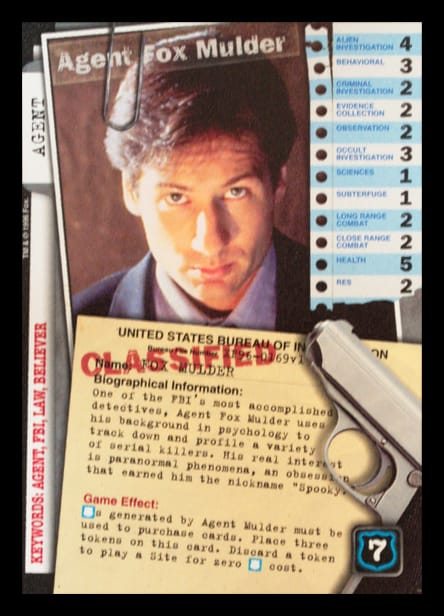 Agent Fox Mulder
AGENT
TM & © 1996 Fox.
KEYWORDS: AGENT, FBI, LAW, BELIEVER
ALIEN
INVESTIGATION 4
BEHAVIORAL 3
CRIMINAL
INVESTIGATION 2
EVIDENCE
COLLECTION 2
OBSERVATION 2
OCCULT
INVESTIGATION 3
SCIENCES 1
SUBTERFUGE 1
LONG RANGE
COMBAT 2
CLOSE RANGE
COMBAT 2
HEALTH 5
RES 2
UNITED STATES BUREAU OF IN ON
Bureau File Number XF96-0169v1
CLASSIFIED
Name: FOX MULDER
Biographical Information:
One of the FBI's most accomplished
detectives, Agent Fox Mulder uses
his background in psychology to
track down and profile a variety
of serial killers. His real interest
is paranormal phenomena, an obsession
that earned him the nickname "Spooky."
Game Effect:
s generated by Agent Mulder must be
used to purchase cards. Place three
tokens on this card. Discard a token
to play a Site for zero cost.
7